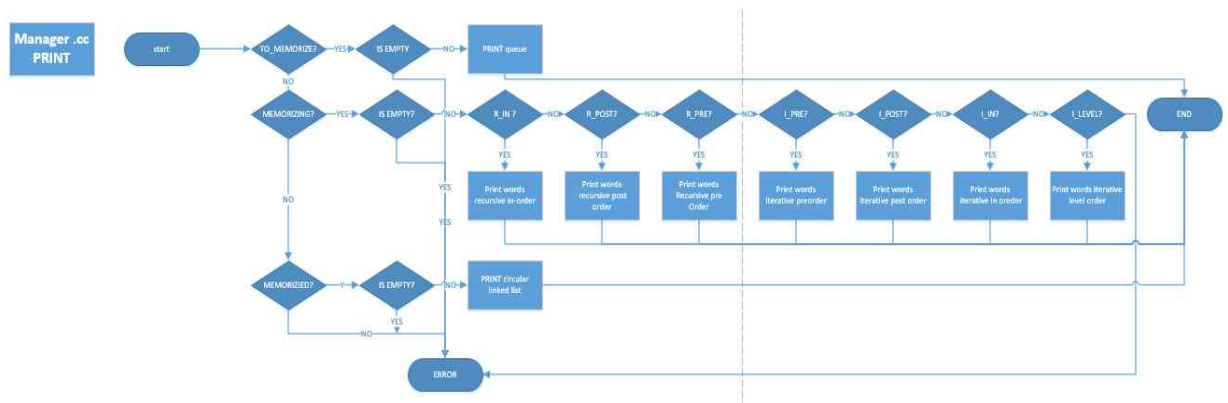 Manager .cc
PRINT
start
TO_MEMORIZE?
YES
IS EMPTY
NO
PRINT queue
NO
MEMORIZING?
YES
IS EMPTY?
NO
R_IN ?
NO
R_POST?
NO
R_PRE?
NO
I_PRE?
NO
I_POST?
NO
I_IN?
NO
I_LEVEL?
END
YES
YES
YES
YES
YES
YES
YES
Print words
recursive in-order
Print words
recursive post
order
Print words
Recursive pre
Order
Print words
iterative preorder
Print words
iterative post order
Print words
iterative in oreder
Print words iterative
level order
YES
NO
YES
MEMORIZIED?
Y
IS EMPTY?
NO
PRINT circular
linked list
YES
NO
ERROR